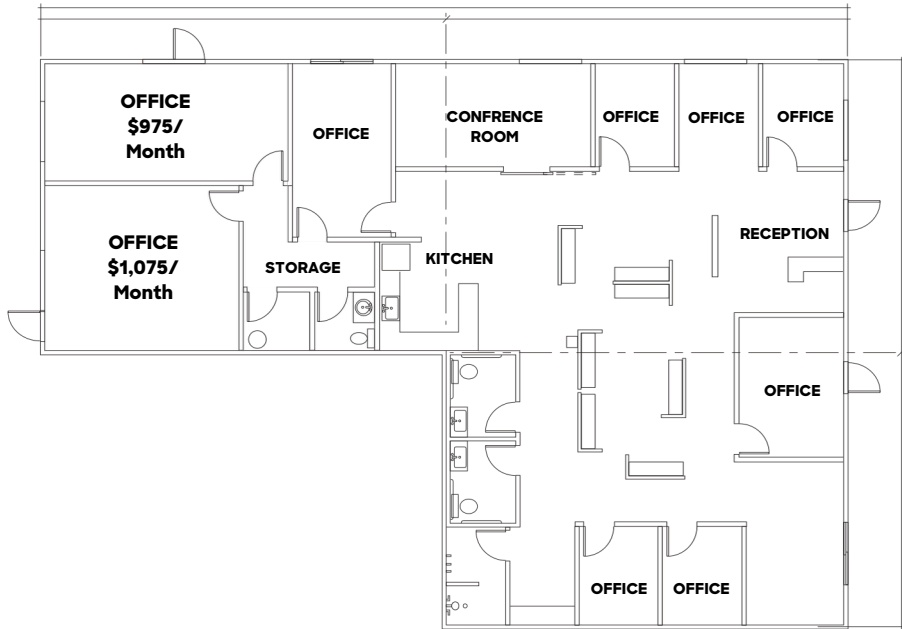 OFFICE
$975/
Month
OFFICE
CONFRENCE
ROOM
OFFICE
OFFICE
OFFICE
OFFICE
$1,075/
Month
STORAGE
KITCHEN
RECEPTION
OFFICE
OFFICE
OFFICE